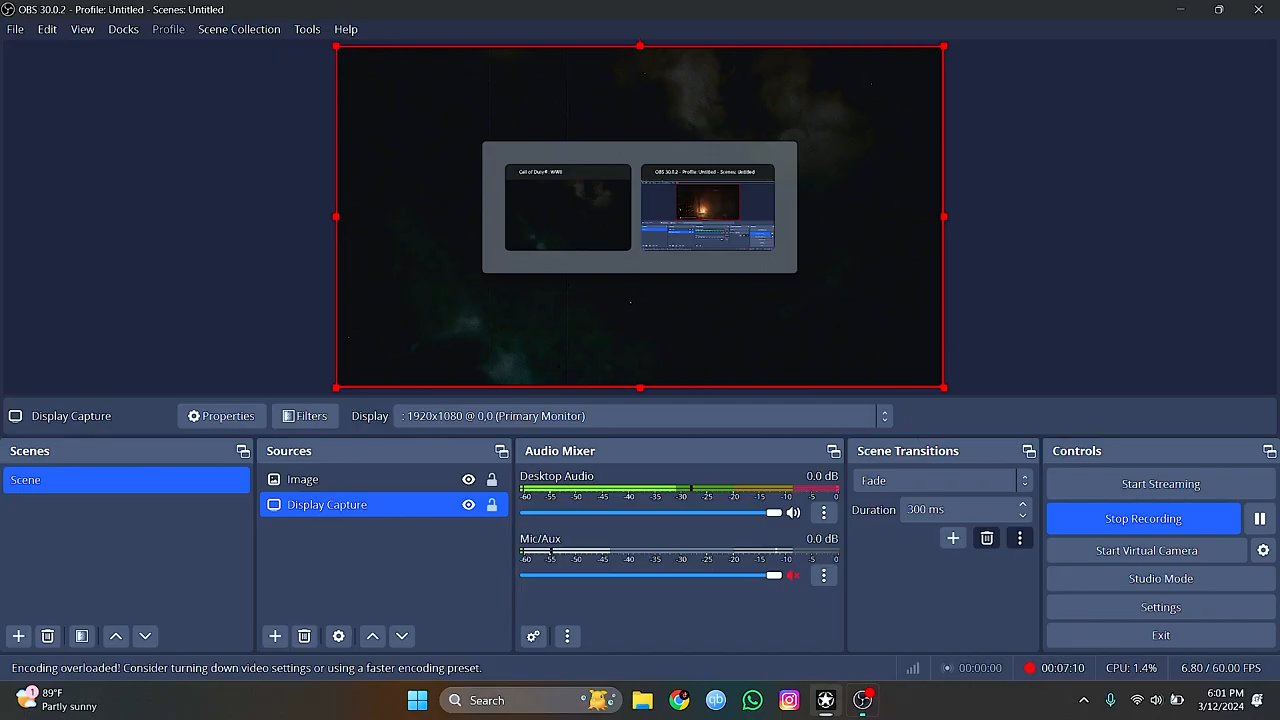 OBS 30.0.2 - Profile: Untitled - Scenes: Untitled
File Edit View Docks Profile Scene Collection Tools Help
Call of Duty®: WWII
OBS 30.0.2 - Profile: Untitled - Scenes: Untitled
Display Capture Properties Filters Display : 1920x1080 @ 0,0 (Primary Monitor)
Scenes Sources Audio Mixer Scene Transitions Controls
Scene
Image
Display Capture
Desktop Audio 0.0 dB
-60 -55 -50 -45 -40 -35 -30 -25 -20 -15 -10 -5 0
Mic/Aux 0.0 dB
-60 -55 -50 -45 -40 -35 -30 -25 -20 -15 -10 -5 0
Fade
Duration 300 ms
Start Streaming
Stop Recording
Start Virtual Camera
Studio Mode
Settings
Exit
Encoding overloaded! Consider turning down video settings or using a faster encoding preset. 00:00:00 00:07:10 CPU: 1.4% 6.80 / 60.00 FPS
1
89°F
Partly sunny
Search
qb
6:01 PM
3/12/2024